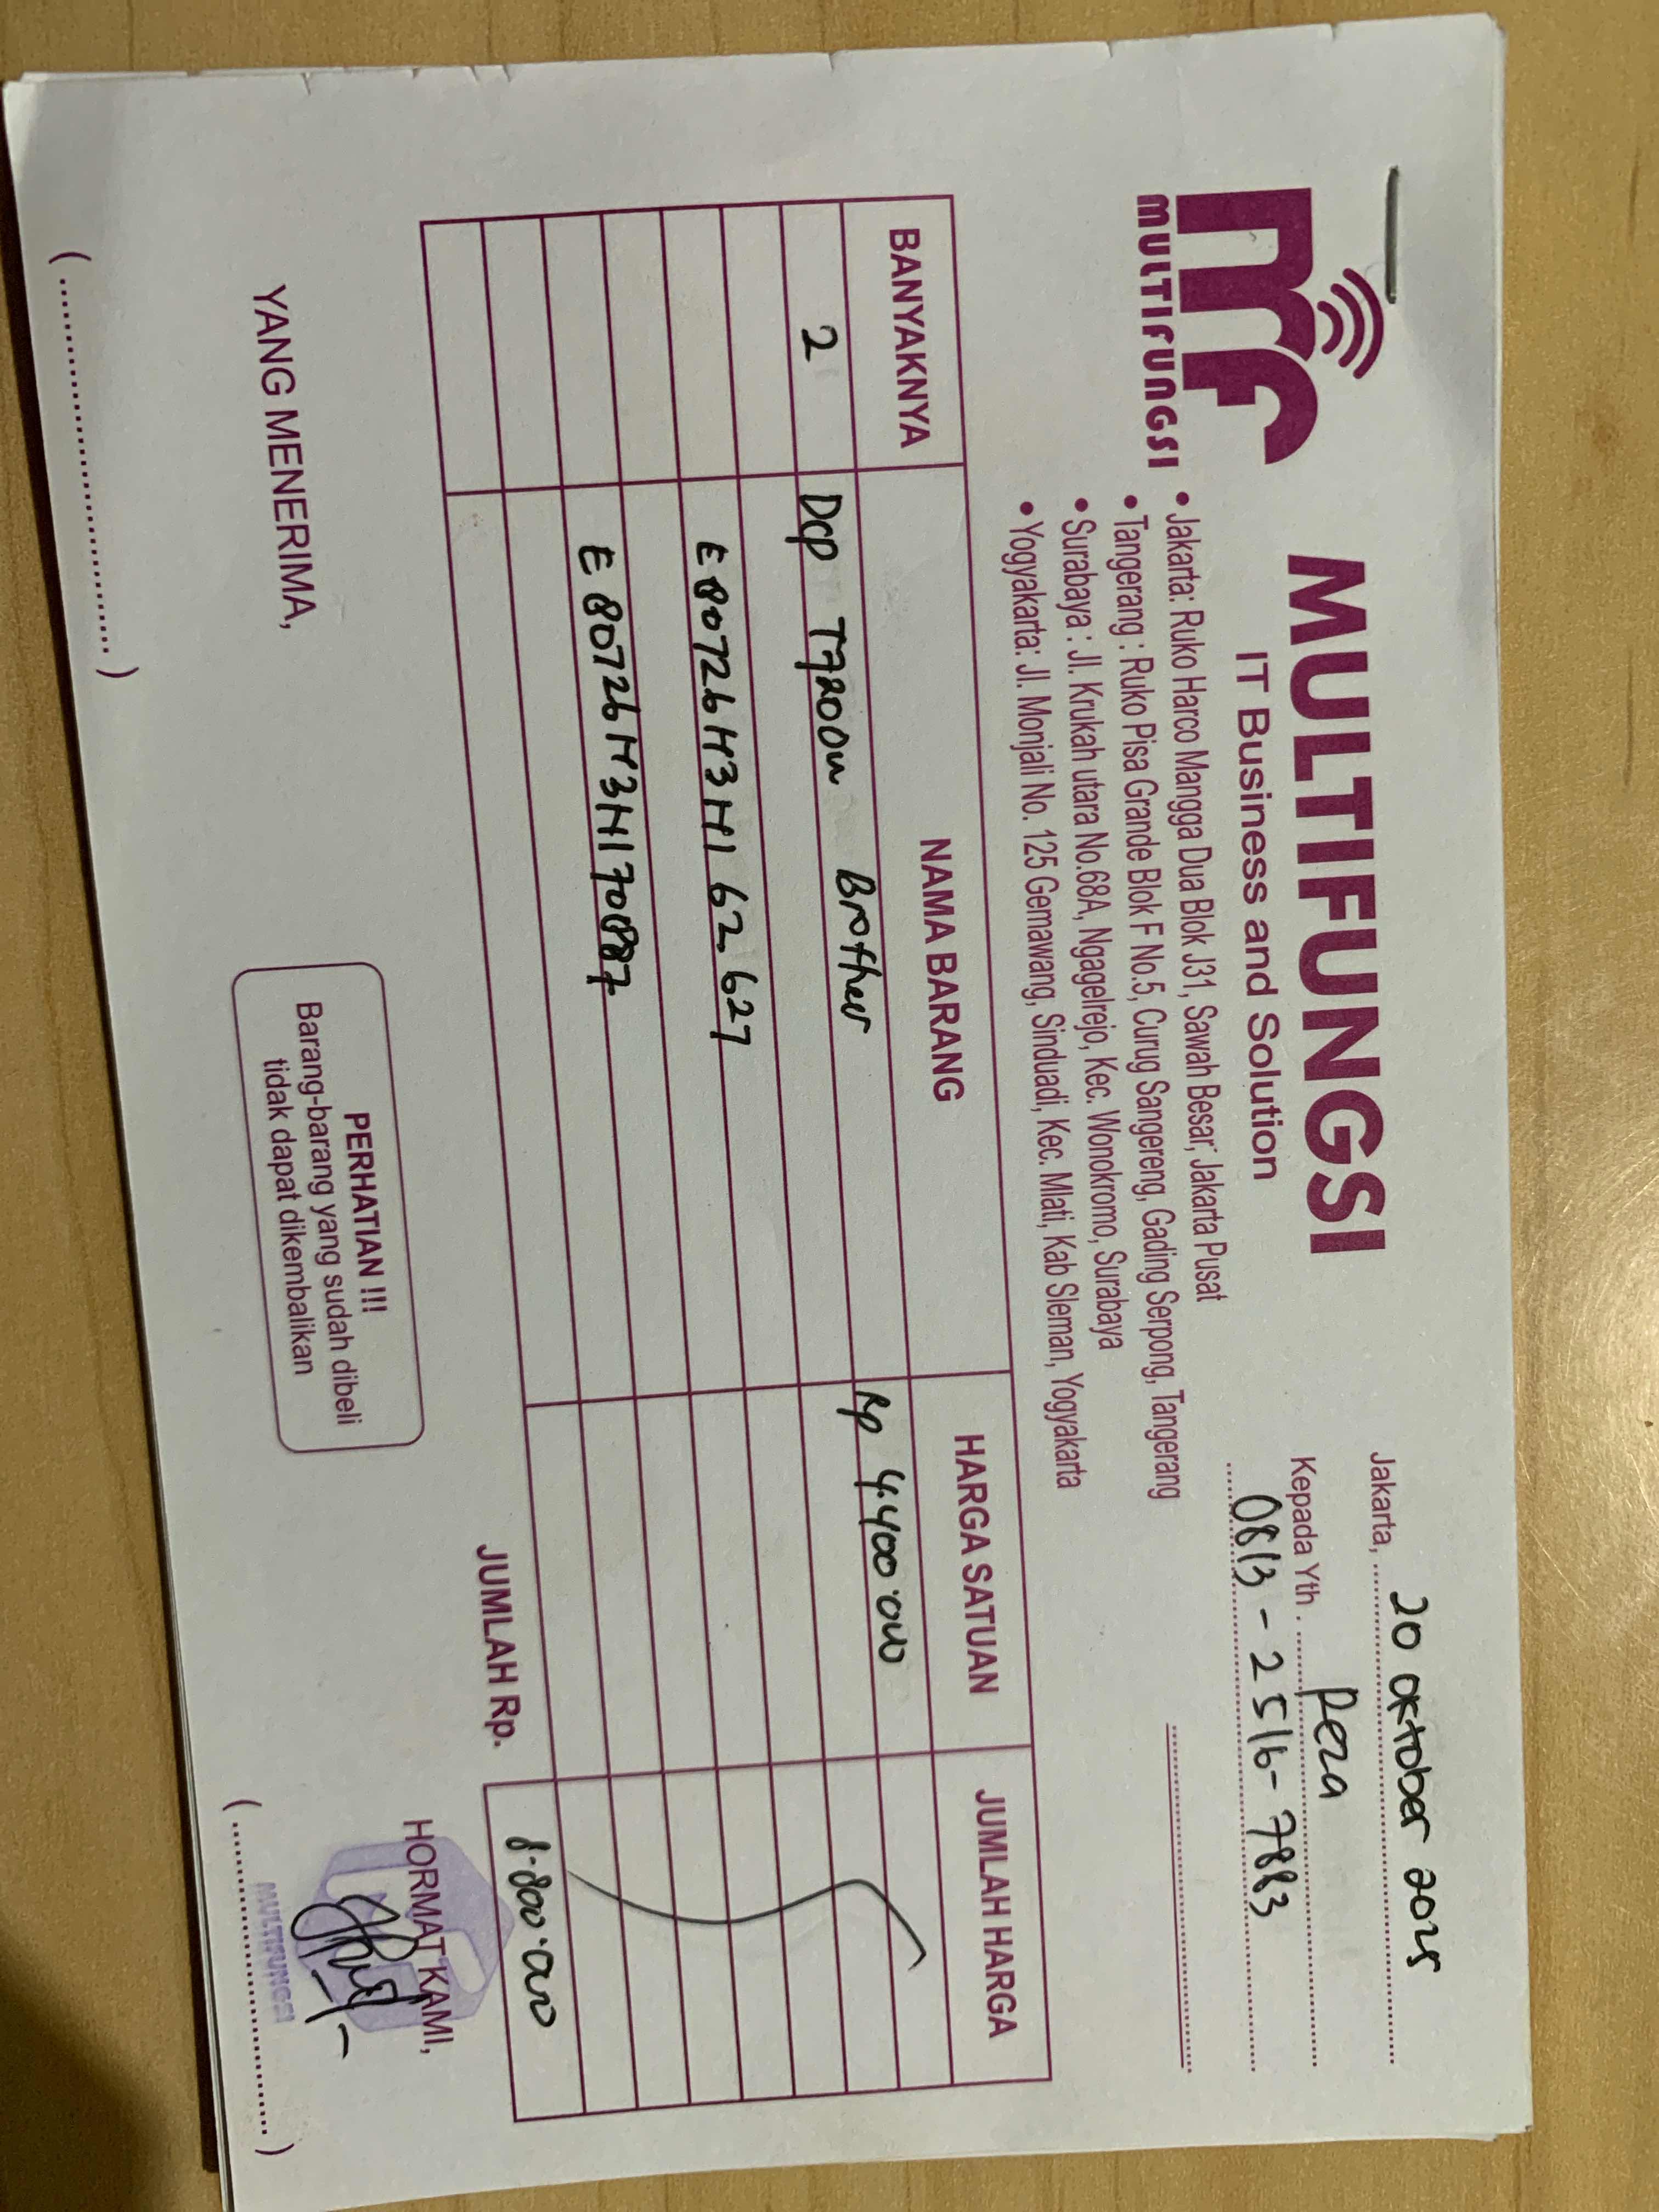 MULTIFUNGSI
MULTIFUNGSI
IT Business and Solution
• Jakarta: Ruko Harco Mangga Dua Blok J31, Sawah Besar, Jakarta Pusat
• Tangerang : Ruko Pisa Grande Blok F No.5, Curug Sangereng, Gading Serpong, Tangerang
• Surabaya : Jl. Krukah utara No.68A, Ngagelrejo, Kec. Wonokromo, Surabaya
• Yogyakarta: Jl. Monjali No. 125 Gemawang, Sinduadi, Kec. Mlati, Kab Sleman, Yogyakarta
Jakarta, 20 Oktober 2025
Kepada Yth. Reza
0813-2516-7883
BANYAKNYA NAMA BARANG HARGA SATUAN JUMLAH HARGA
2 Dcp T720DW Brother Rp 4.400.000
E80726H3H162627
E80726H3H170887
JUMLAH Rp. 8.800.000
YANG MENERIMA,
PERHATIAN !!!
Barang-barang yang sudah dibeli
tidak dapat dikembalikan
HORMAT KAMI,
MULTIFUNGSI